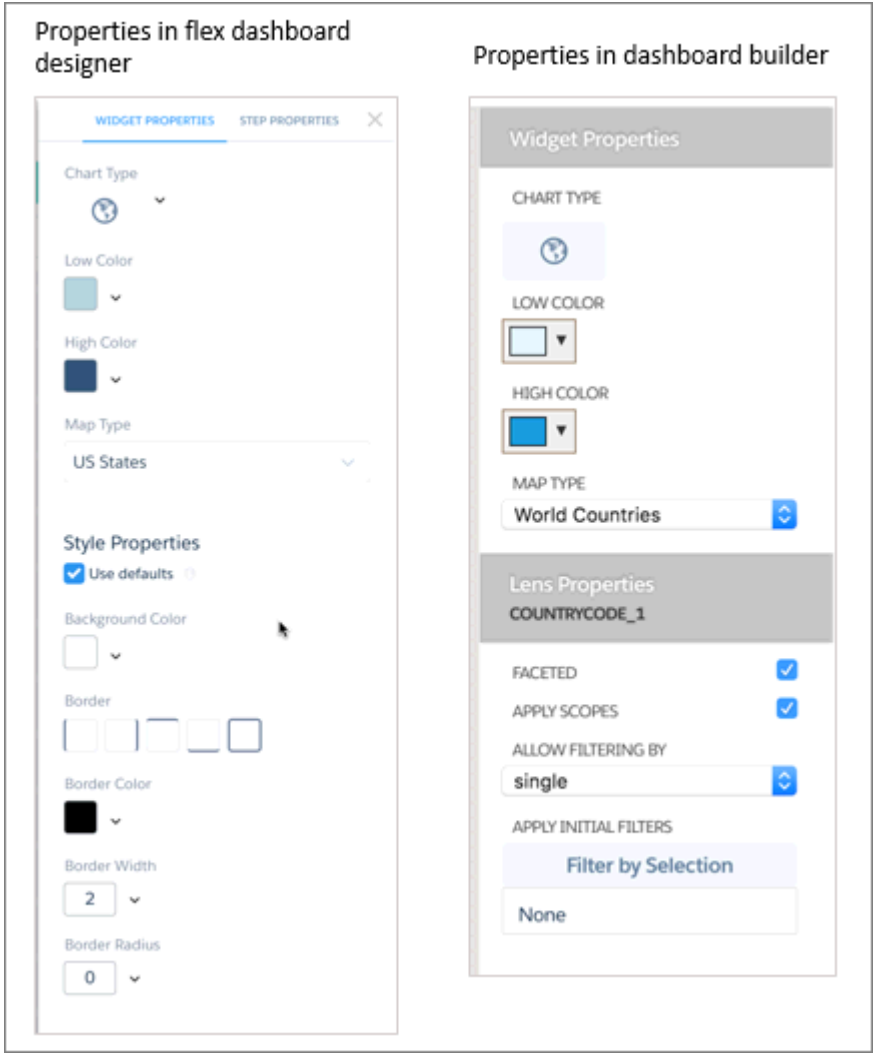 Properties in flex dashboard
designer
WIDGET PROPERTIES STEP PROPERTIES
Chart Type
Low Color
High Color
Map Type
US States
Style Properties
Use defaults
Background Color
Border
Border Color
Border Width
2
Border Radius
0
Properties in dashboard builder
Widget Properties
CHART TYPE
LOW COLOR
HIGH COLOR
MAP TYPE
World Countries
Lens Properties
COUNTRYCODE_1
FACETED
APPLY SCOPES
ALLOW FILTERING BY
single
APPLY INITIAL FILTERS
Filter by Selection
None